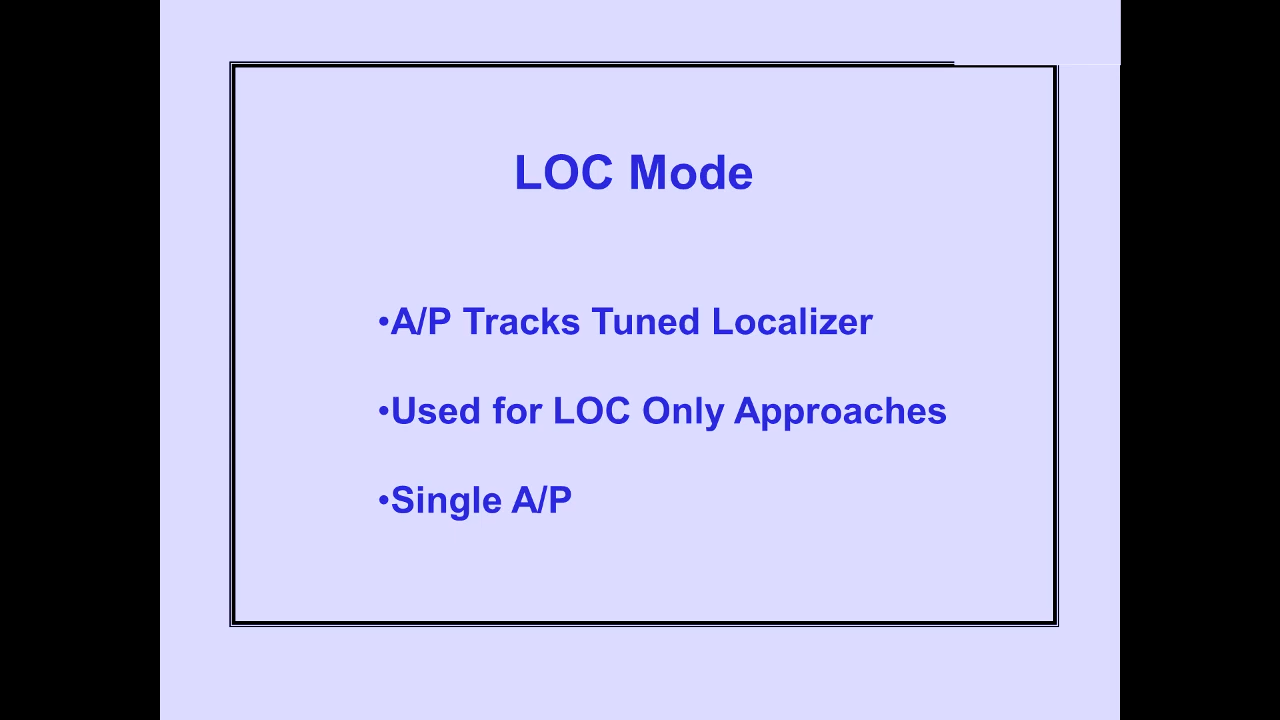 LOC Mode
•A/P Tracks Tuned Localizer
•Used for LOC Only Approaches
•Single A/P